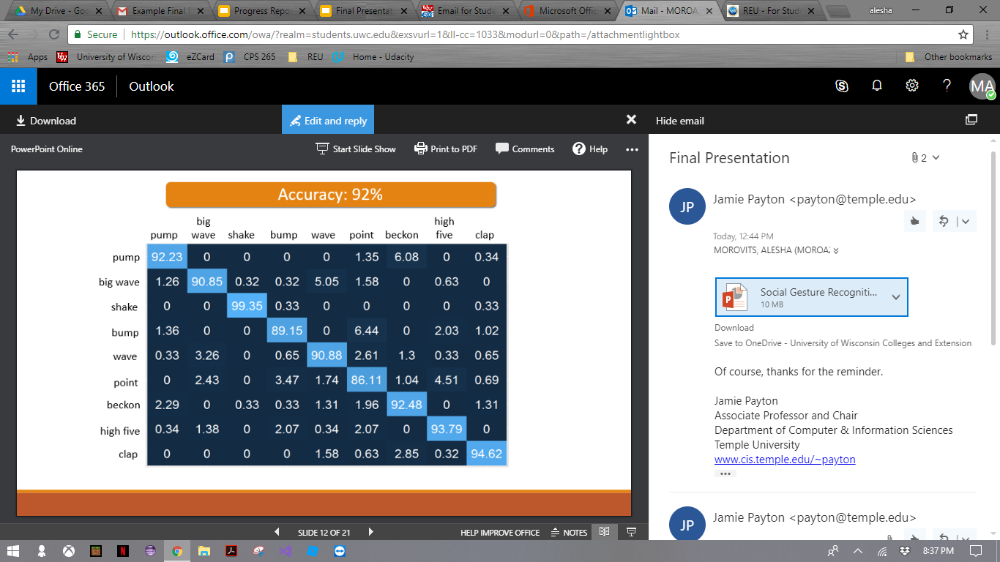 My Drive - Goo
Example Final F
Progress Repor
Final Presentat
Email for Stude
Microsoft Offic
Mail - MOROA
REU - For Stude
alesha
Secure
https://outlook.office.com/owa/?realm=students.uwc.edu&exsvurl=1&ll-cc=1033&modurl=0&path=/attachmentlightbox
Apps
University of Wiscon
eZCard
CPS 265
REU
Home - Udacity
Other bookmarks
Office 365
Outlook
MA
Download
Edit and reply
Hide email
PowerPoint Online
Start Slide Show
Print to PDF
Comments
Help
Accuracy: 92%
pump big wave shake bump wave point beckon high five clap
pump 92.23 0 0 0 0 1.35 6.08 0 0.34
big wave 1.26 90.85 0.32 0.32 5.05 1.58 0 0.63 0
shake 0 0 99.35 0.33 0 0 0 0 0.33
bump 1.36 0 0 89.15 0 6.44 0 2.03 1.02
wave 0.33 3.26 0 0.65 90.88 2.61 1.3 0.33 0.65
point 0 2.43 0 3.47 1.74 86.11 1.04 4.51 0.69
beckon 2.29 0 0.33 0.33 1.31 1.96 92.48 0 1.31
high five 0.34 1.38 0 2.07 0.34 2.07 0 93.79 0
clap 0 0 0 0 1.58 0.63 2.85 0.32 94.62
SLIDE 12 OF 21
HELP IMPROVE OFFICE
NOTES
Final Presentation
2
JP
Jamie Payton <payton@temple.edu>
Today, 12:44 PM
MOROVITS, ALESHA (MOROA
Social Gesture Recogniti...
10 MB
Download
Save to OneDrive - University of Wisconsin Colleges and Extension
Of course, thanks for the reminder.
Jamie Payton
Associate Professor and Chair
Department of Computer & Information Sciences
Temple University
www.cis.temple.edu/~payton
JP
Jamie Payton <payton@temple.edu>
8:37 PM